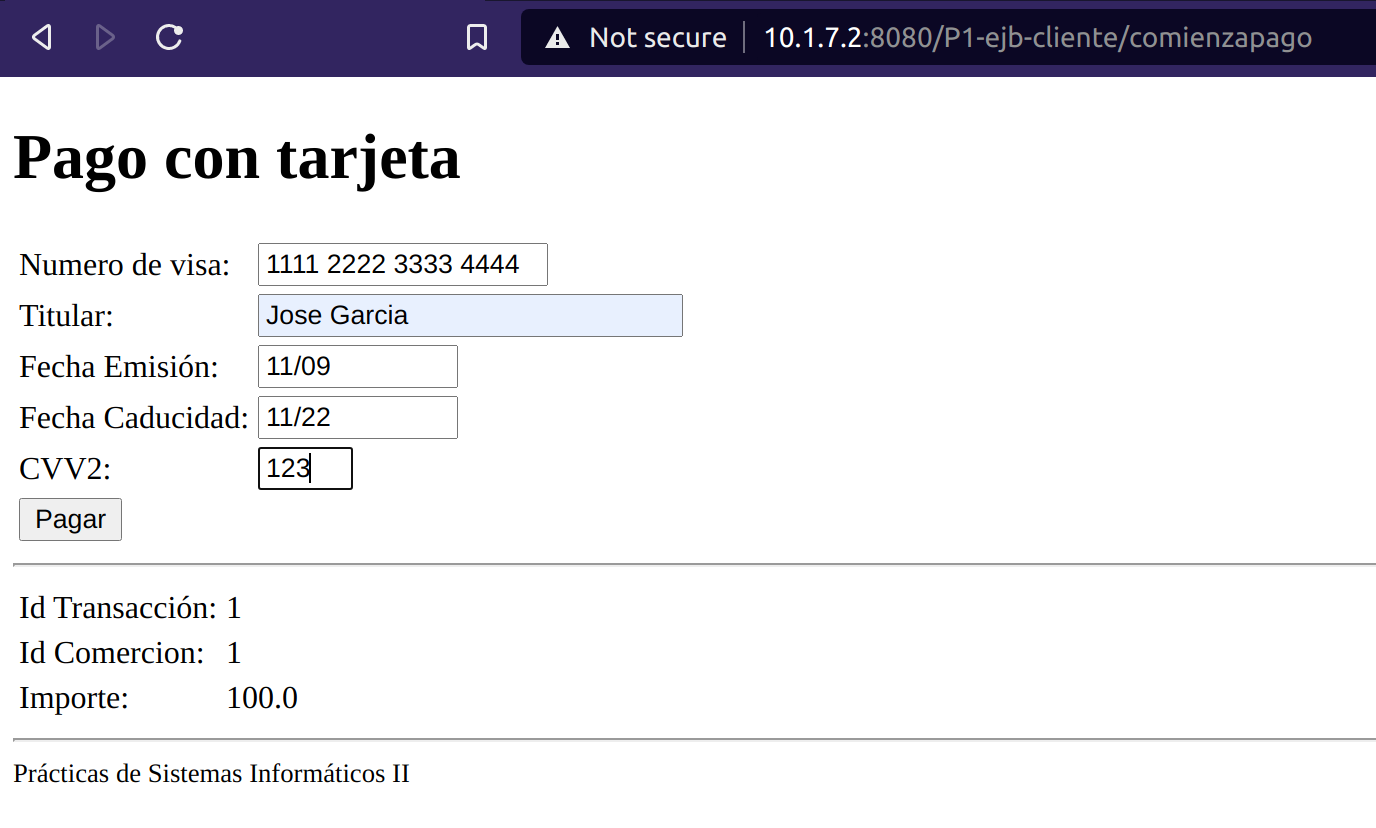 Not secure 10.1.7.2:8080/P1-ejb-cliente/comienzapago
Pago con tarjeta
Numero de visa: 1111 2222 3333 4444
Titular: Jose Garcia
Fecha Emisión: 11/09
Fecha Caducidad: 11/22
CVV2: 123
Pagar
Id Transacción: 1
Id Comercion: 1
Importe: 100.0
Prácticas de Sistemas Informáticos II